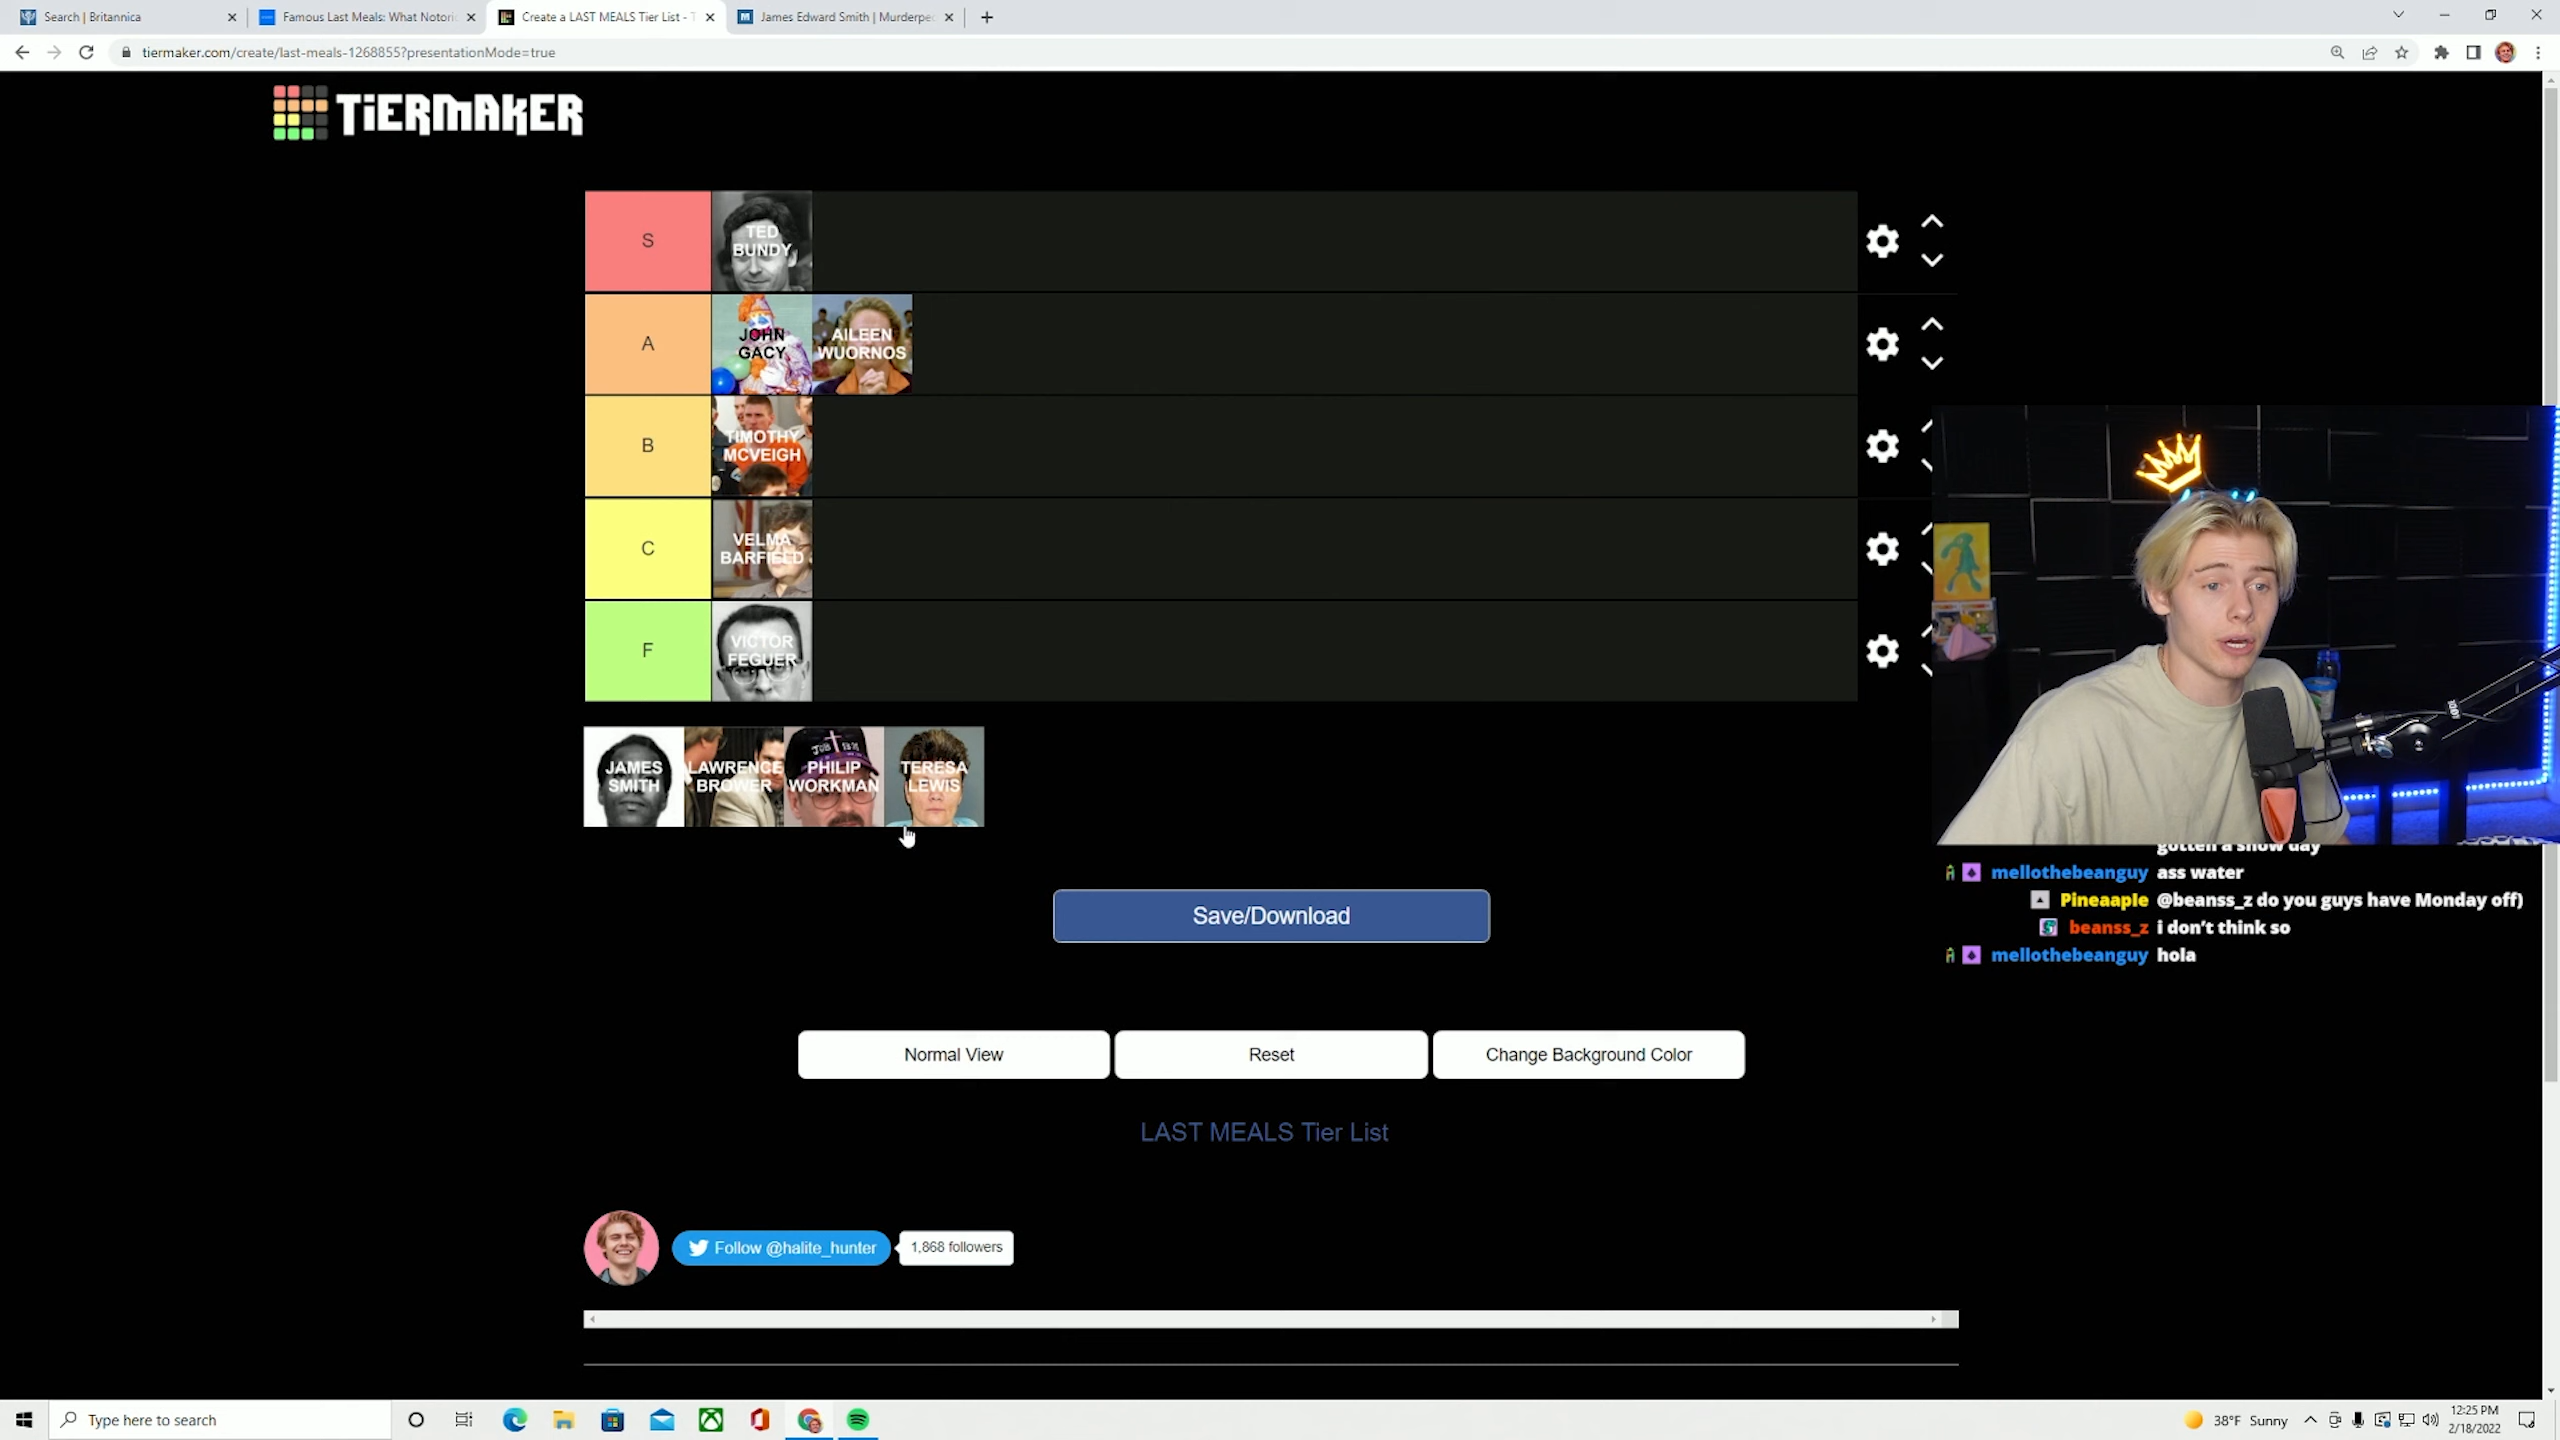 Search | Britannica
Famous Last Meals: What Notori
Create a LAST MEALS Tier List - T
James Edward Smith | Murderpe
tiermaker.com/create/last-meals-1268855?presentationMode=true
TiERMAKER
S
TED
BUNDY
A
JOHN
GACY
AILEEN
WUORNOS
B
TIMOTHY
MCVEIGH
C
VELMA
BARFIELD
F
VICTOR
FEGUER
JAMES
SMITH
LAWRENCE
BROWER
PHILIP
WORKMAN
TERESA
LEWIS
gotten a snow day
mellothebeanguy ass water
Pineaaple @beanss_z do you guys have Monday off)
beanss_z i don't think so
mellothebeanguy hola
Save/Download
Normal View
Reset
Change Background Color
LAST MEALS Tier List
Follow @halite_hunter
1,868 followers
Type here to search
38°F Sunny
12:25 PM
2/18/2022